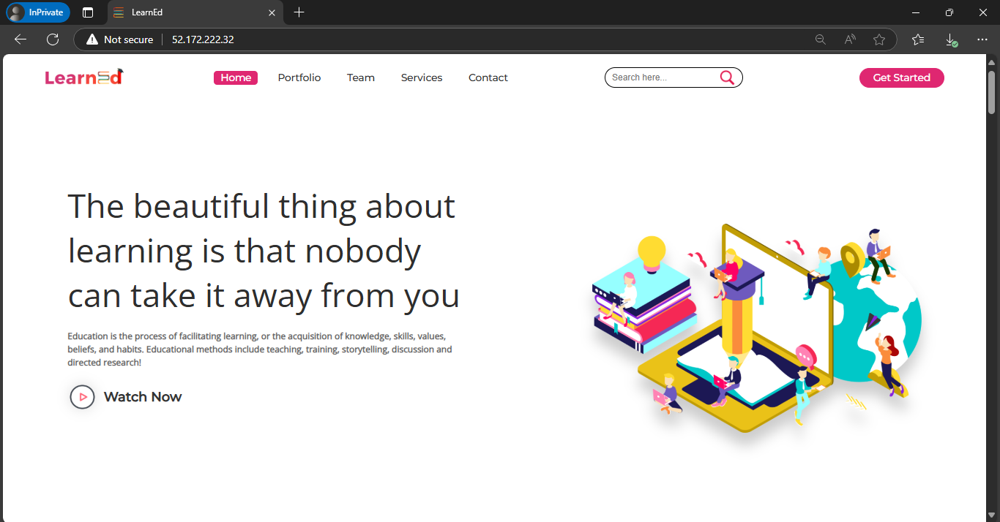 InPrivate
LearnEd
Not secure
52.172.222.32
LearnEd
Home
Portfolio
Team
Services
Contact
Search here...
Get Started
The beautiful thing about
learning is that nobody
can take it away from you
Education is the process of facilitating learning, or the acquisition of knowledge, skills, values,
beliefs, and habits. Educational methods include teaching, training, storytelling, discussion and
directed research!
Watch Now